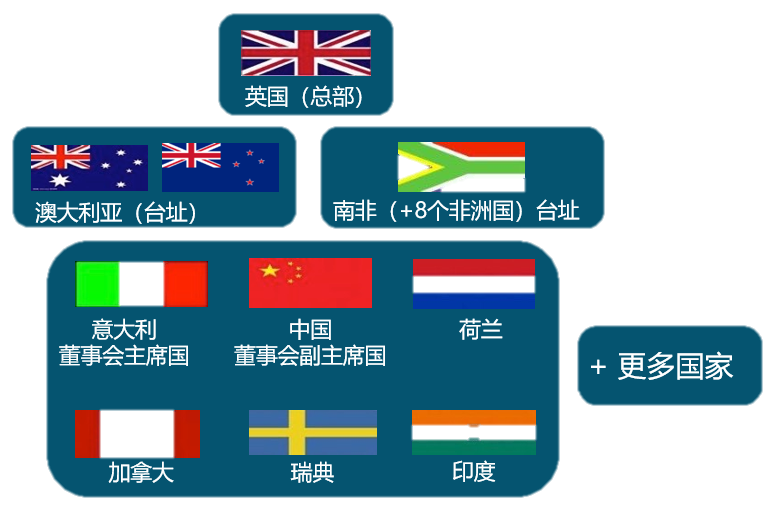 英国（总部）
澳大利亚（台址）
南非（+8个非洲国）台址
意大利
董事会主席国
中国
董事会副主席国
荷兰
+ 更多国家
加拿大
瑞典
印度